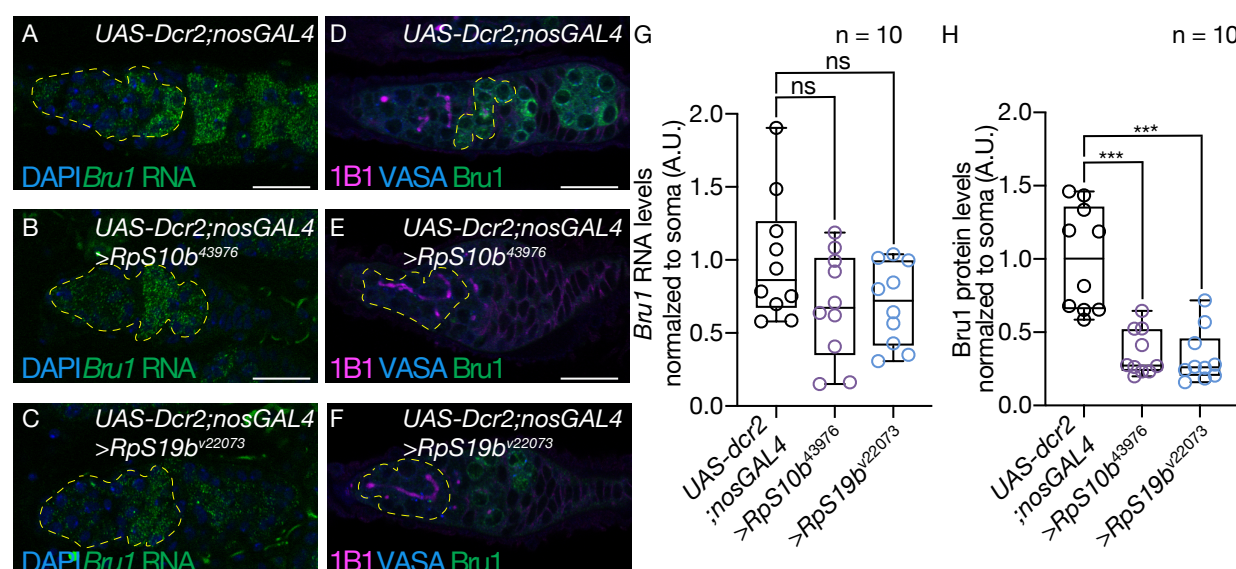 A UAS-Dcr2;nosGAL4
DAPI Bru1 RNA
B UAS-Dcr2;nosGAL4
>RpS10b43976
DAPI Bru1 RNA
C UAS-Dcr2;nosGAL4
>RpS19bv22073
DAPI Bru1 RNA
D UAS-Dcr2;nosGAL4
1B1 VASA Bru1
E UAS-Dcr2;nosGAL4
>RpS10b43976
1B1 VASA Bru1
F UAS-Dcr2;nosGAL4
>RpS19bv22073
1B1 VASA Bru1
G n = 10
ns
ns
Bru1 RNA levels
normalzed to soma (A.U.)
2.0
1.5
1.0
0.5
0.0
UAS-dcr2
;nosGAL4
>RpS10b43976
>RpS19bv22073
H n = 10
***
***
Bru1 protein levels
normalzed to soma (A.U.)
2.0
1.5
1.0
0.5
0.0
UAS-dcr2
;nosGAL4
>RpS10b43976
>RpS19bv22073